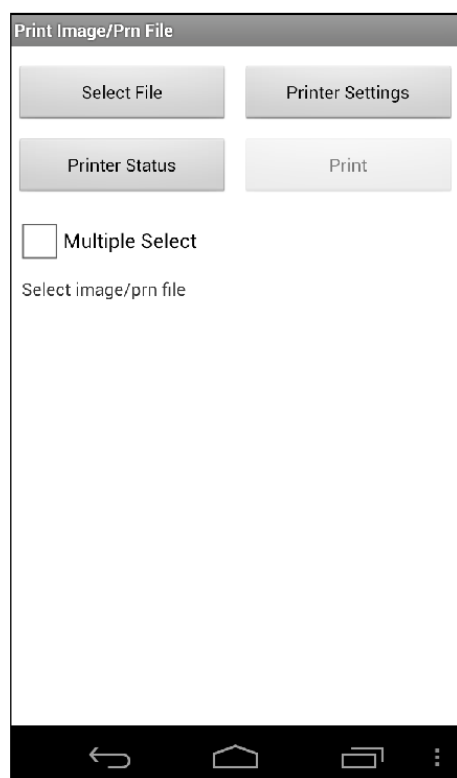 Print Image/Prn File
Select File
Printer Settings
Printer Status
Print
Multiple Select
Select image/prn file